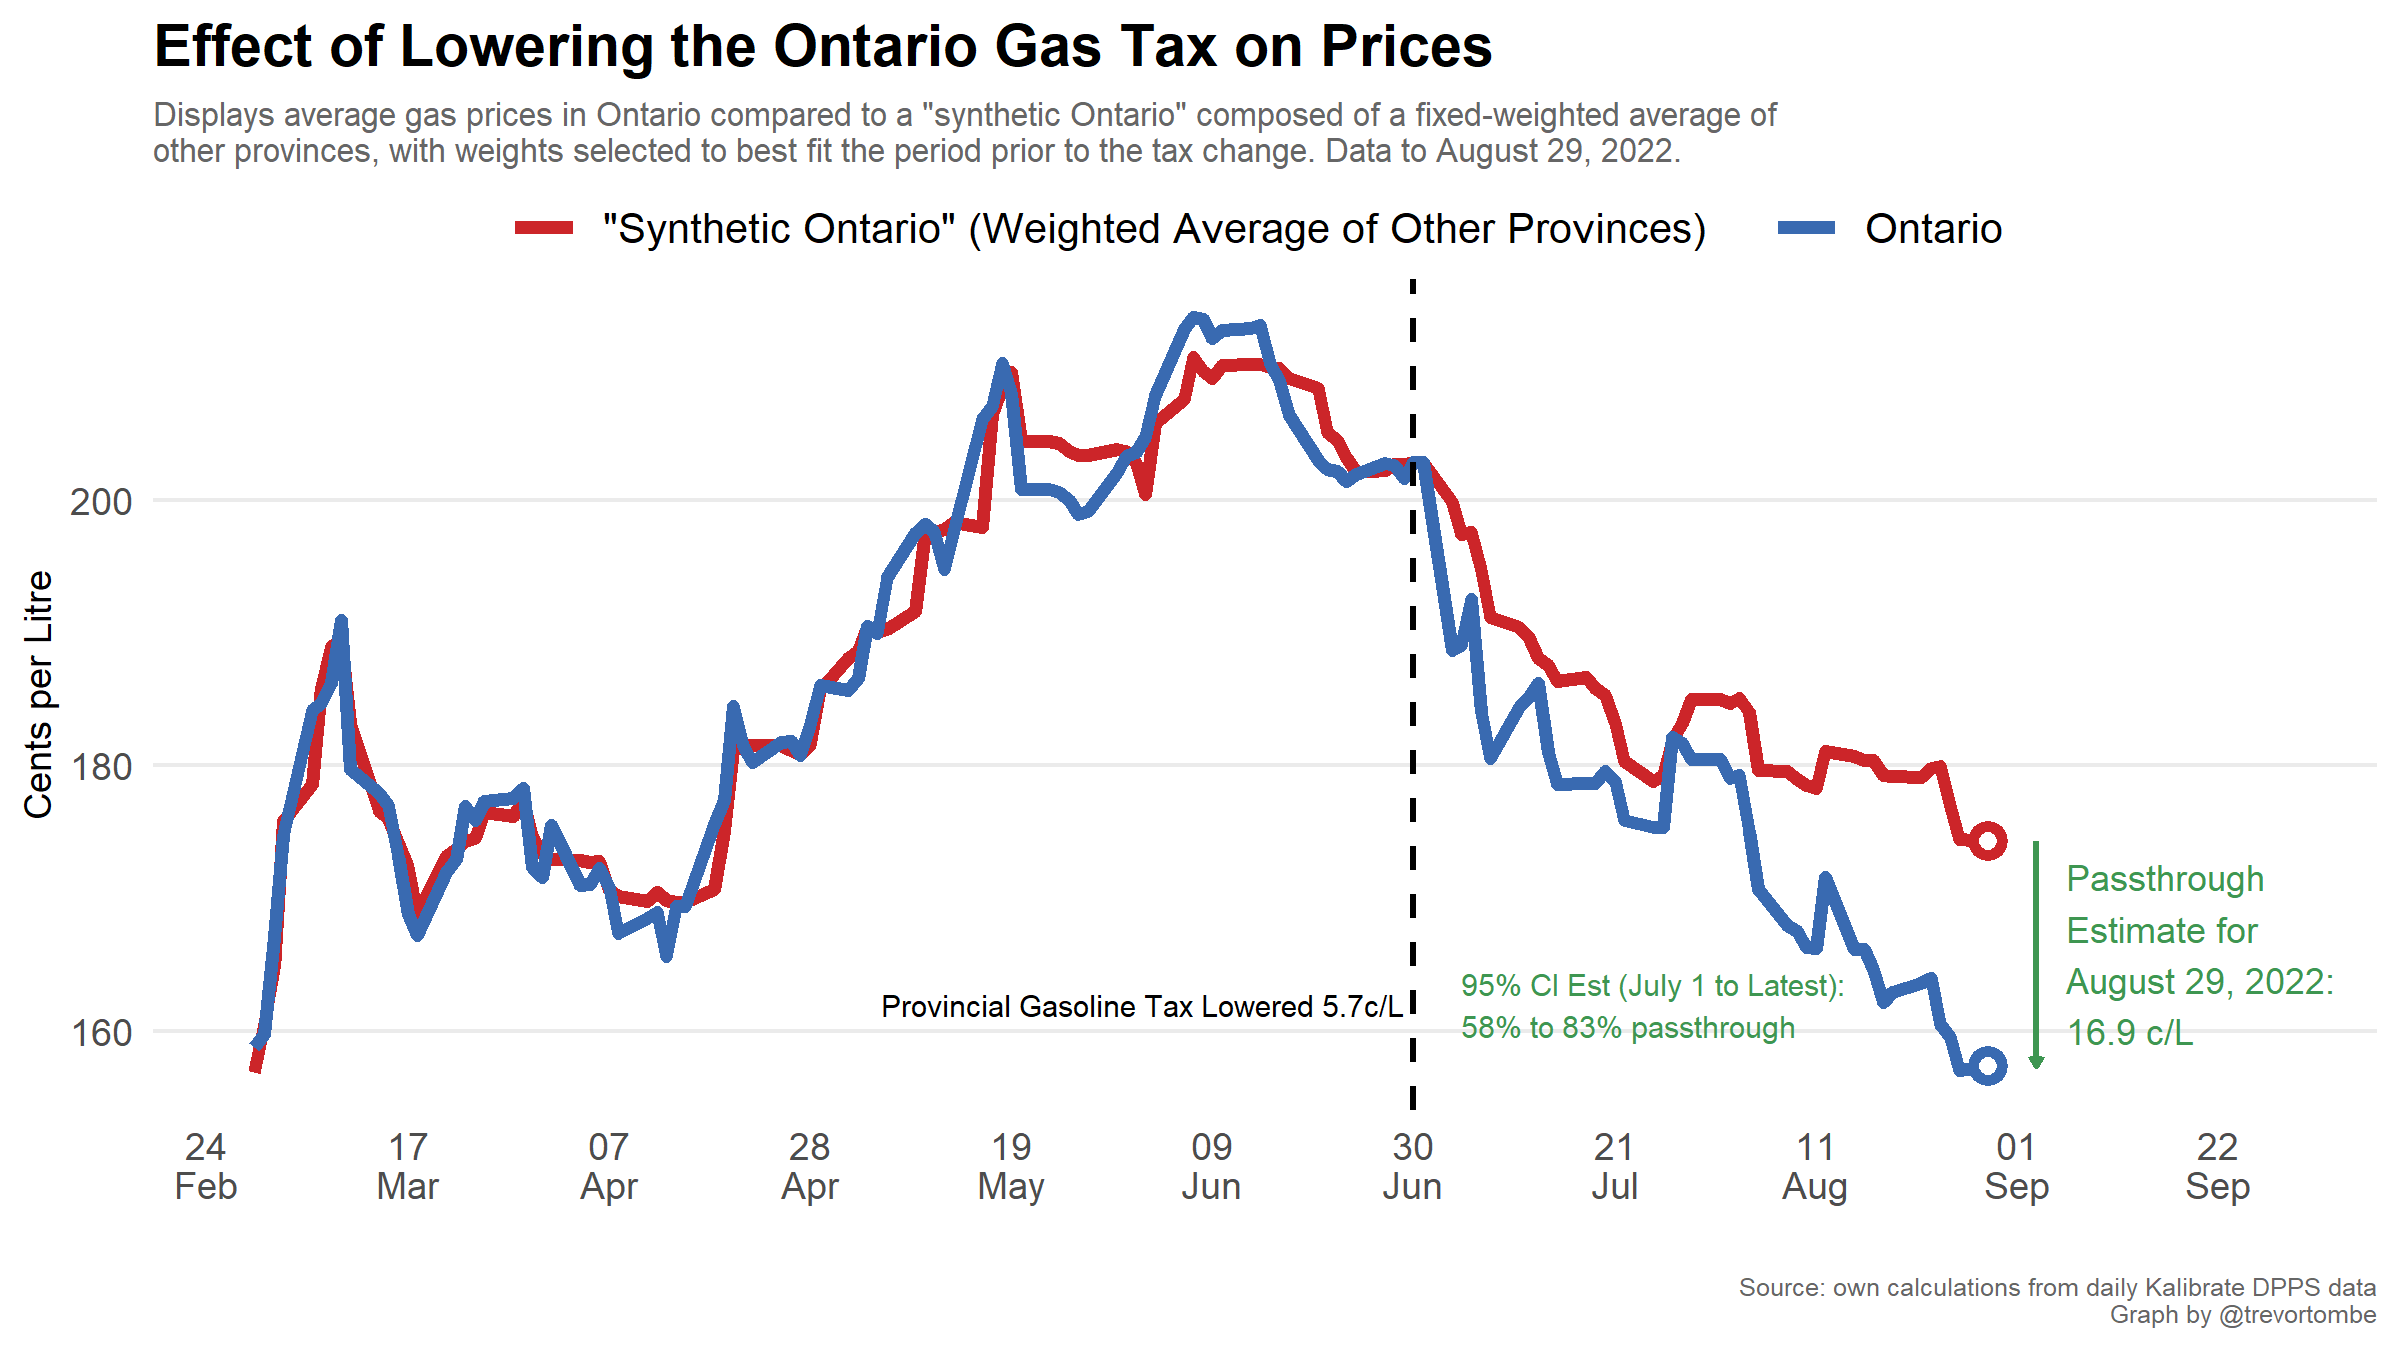 Effect of Lowering the Ontario Gas Tax on Prices
Displays average gas prices in Ontario compared to a "synthetic Ontario" composed of a fixed-weighted average of
other provinces, with weights selected to best fit the period prior to the tax change. Data to August 29, 2022.
"Synthetic Ontario" (Weighted Average of Other Provinces)
Ontario
Cents per Litre
200
180
160
Provincial Gasoline Tax Lowered 5.7c/L
95% CI Est (July 1 to Latest):
58% to 83% passthrough
Passthrough
Estimate for
August 29, 2022:
16.9 c/L
24
Feb
17
Mar
07
Apr
28
Apr
19
May
09
Jun
30
Jun
21
Jul
11
Aug
01
Sep
22
Sep
Source: own calculations from daily Kalibrate DPPS data
Graph by @trevortombe